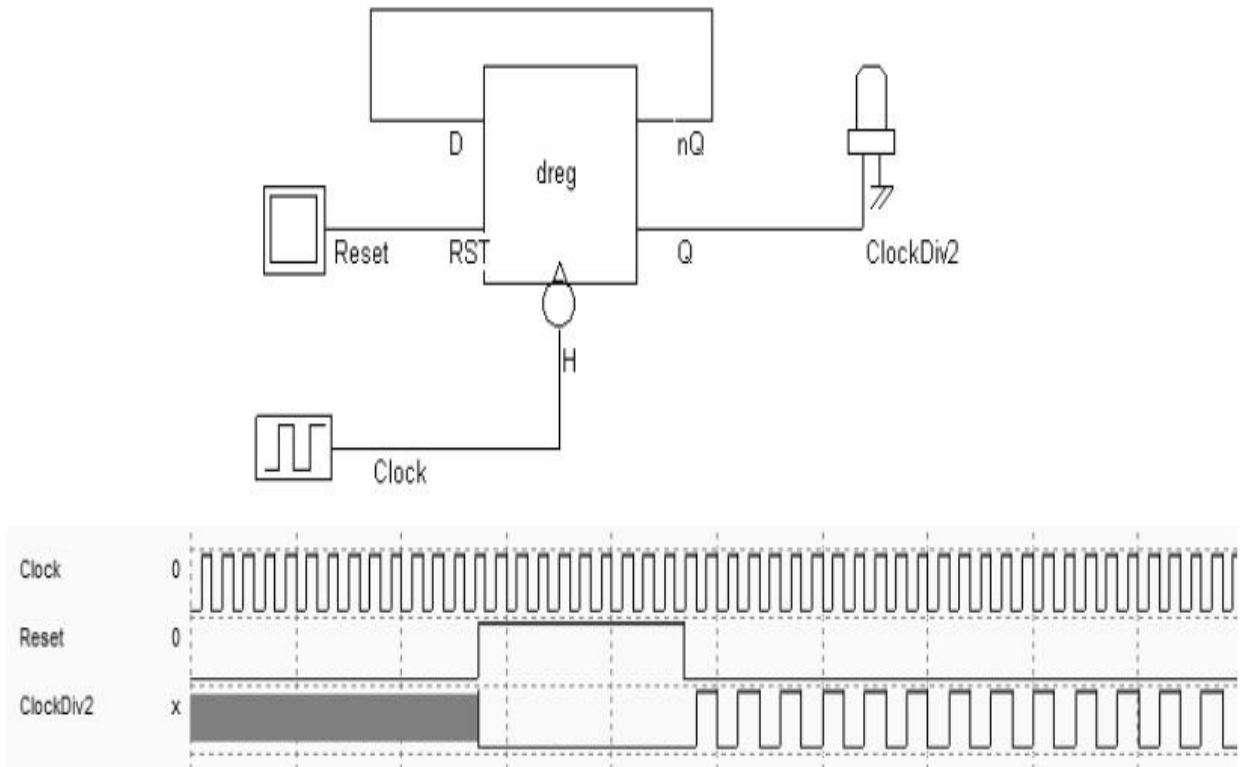 D
nQ
dreg
Reset
RST
Q
ClockDiv2
H
Clock
Clock 0
Reset 0
ClockDiv2 x